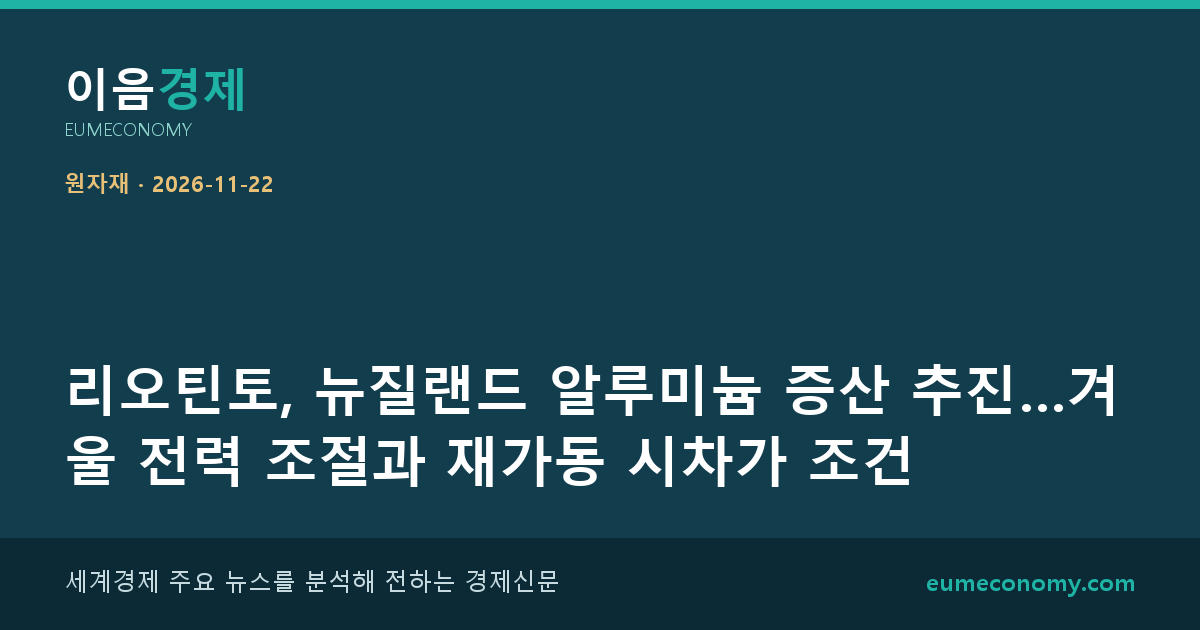 이음경제
EUMECONOMY
원자재 · 2026-11-22
리오틴토, 뉴질랜드 알루미늄 증산 추진…겨
울 전력 조절과 재가동 시차가 조건
세계경제 주요 뉴스를 분석해 전하는 경제신문
eumeconomy.com